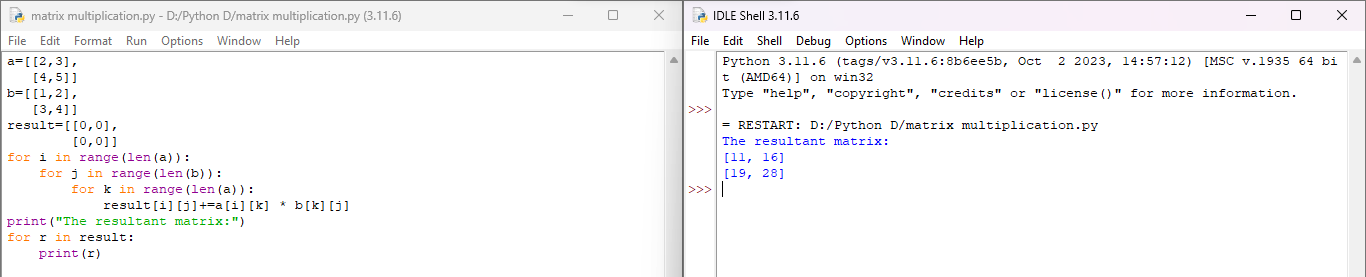 matrix multiplication.py - D:/Python D/matrix multiplication.py (3.11.6)
File Edit Format Run Options Window Help
a=[[2,3],
   [4,5]]
b=[[1,2],
   [3,4]]
result=[[0,0],
        [0,0]]
for i in range(len(a)):
    for j in range(len(b)):
        for k in range(len(a)):
            result[i][j]+=a[i][k] * b[k][j]
print("The resultant matrix:")
for r in result:
    print(r)
IDLE Shell 3.11.6
File Edit Shell Debug Options Window Help
Python 3.11.6 (tags/v3.11.6:8b6ee5b, Oct  2 2023, 14:57:12) [MSC v.1935 64 bi
t (AMD64)] on win32
Type "help", "copyright", "credits" or "license()" for more information.
>>>
= RESTART: D:/Python D/matrix multiplication.py
The resultant matrix:
[11, 16]
[19, 28]
>>>